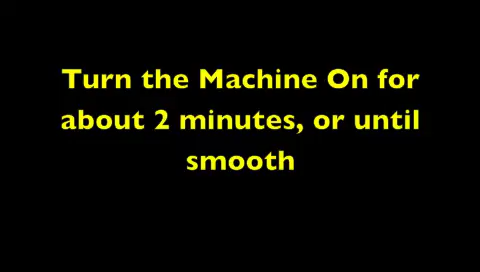 Turn the Machine On for
about 2 minutes, or until
smooth